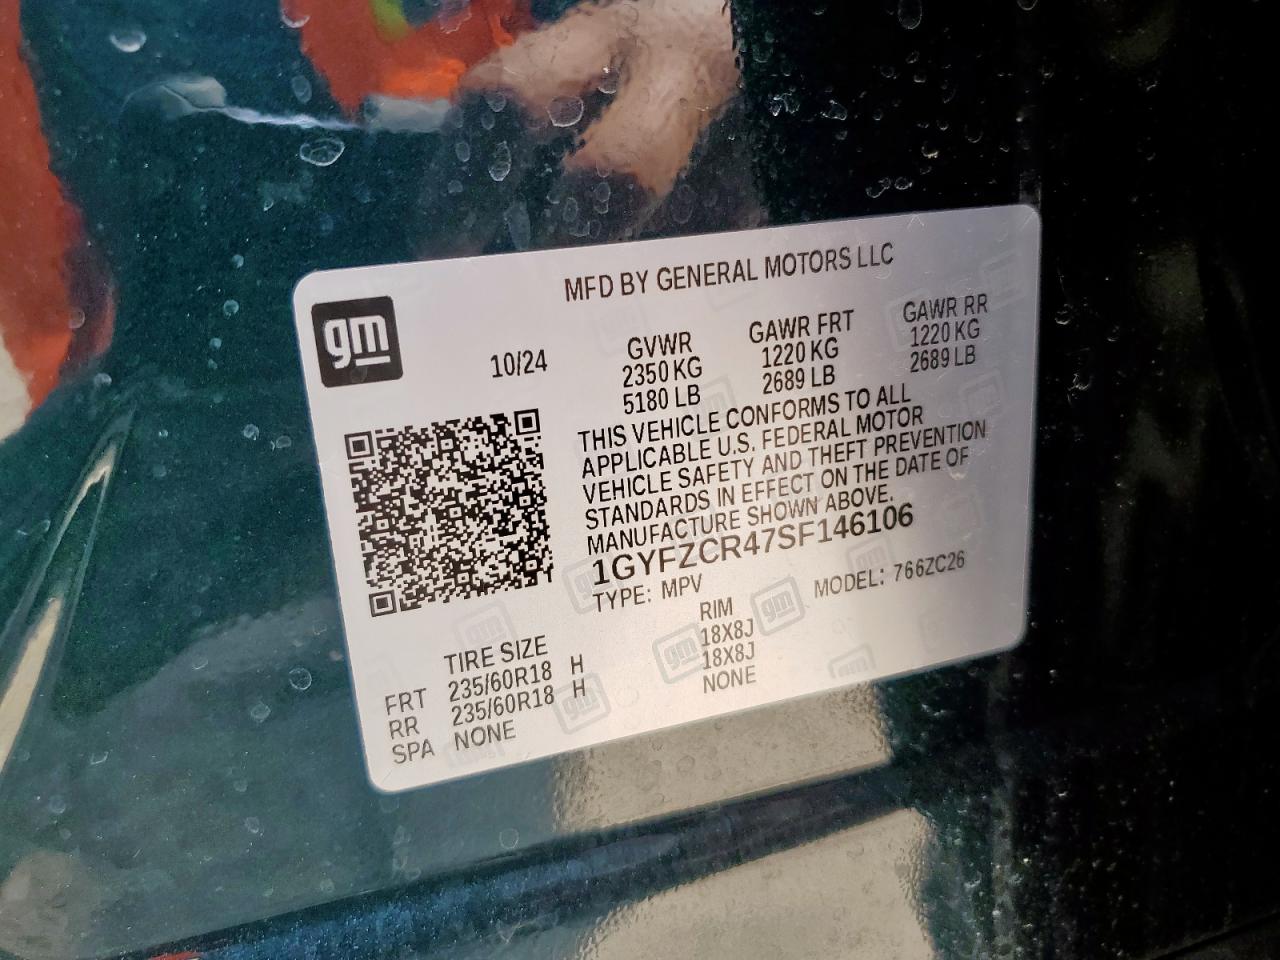 MFD BY GENERAL MOTORS LLC
gm
10/24
GVWR GAWR FRT GAWR RR
2350 KG 1220 KG 1220 KG
5180 LB 2689 LB 2689 LB
THIS VEHICLE CONFORMS TO ALL
APPLICABLE U.S. FEDERAL MOTOR
VEHICLE SAFETY AND THEFT PREVENTION
STANDARDS IN EFFECT ON THE DATE OF
MANUFACTURE SHOWN ABOVE.
1GYFZCR47SF146106
TYPE: MPV MODEL: 766ZC26
TIRE SIZE RIM
FRT 235/60R18 H 18X8J
RR 235/60R18 H 18X8J
SPA NONE NONE